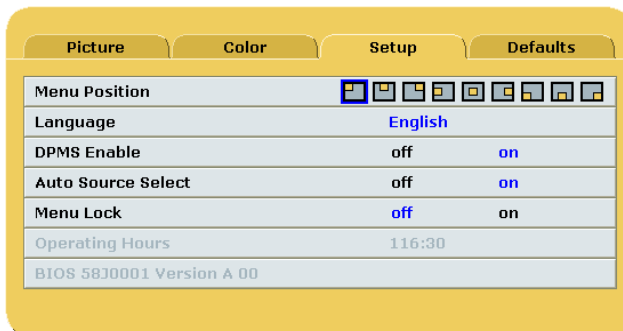 Picture Color Setup Defaults
Menu Position
Language English
DPMS Enable off on
Auto Source Select off on
Menu Lock off on
Operating Hours 116:30
BIOS 58J0001 Version A 00